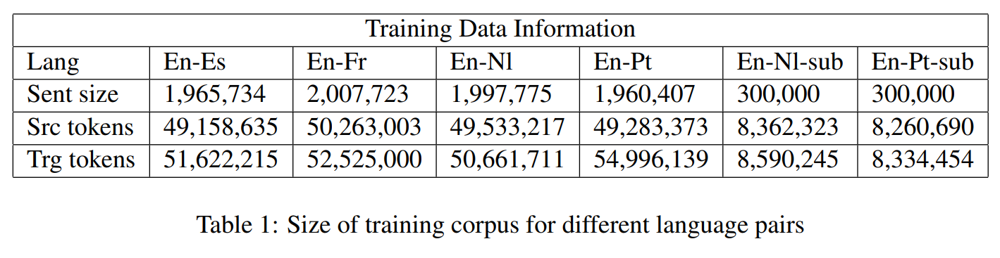 Training Data Information
Lang En-Es En-Fr En-Nl En-Pt En-Nl-sub En-Pt-sub
Sent size 1,965,734 2,007,723 1,997,775 1,960,407 300,000 300,000
Src tokens 49,158,635 50,263,003 49,533,217 49,283,373 8,362,323 8,260,690
Trg tokens 51,622,215 52,525,000 50,661,711 54,996,139 8,590,245 8,334,454
Table 1: Size of training corpus for different language pairs